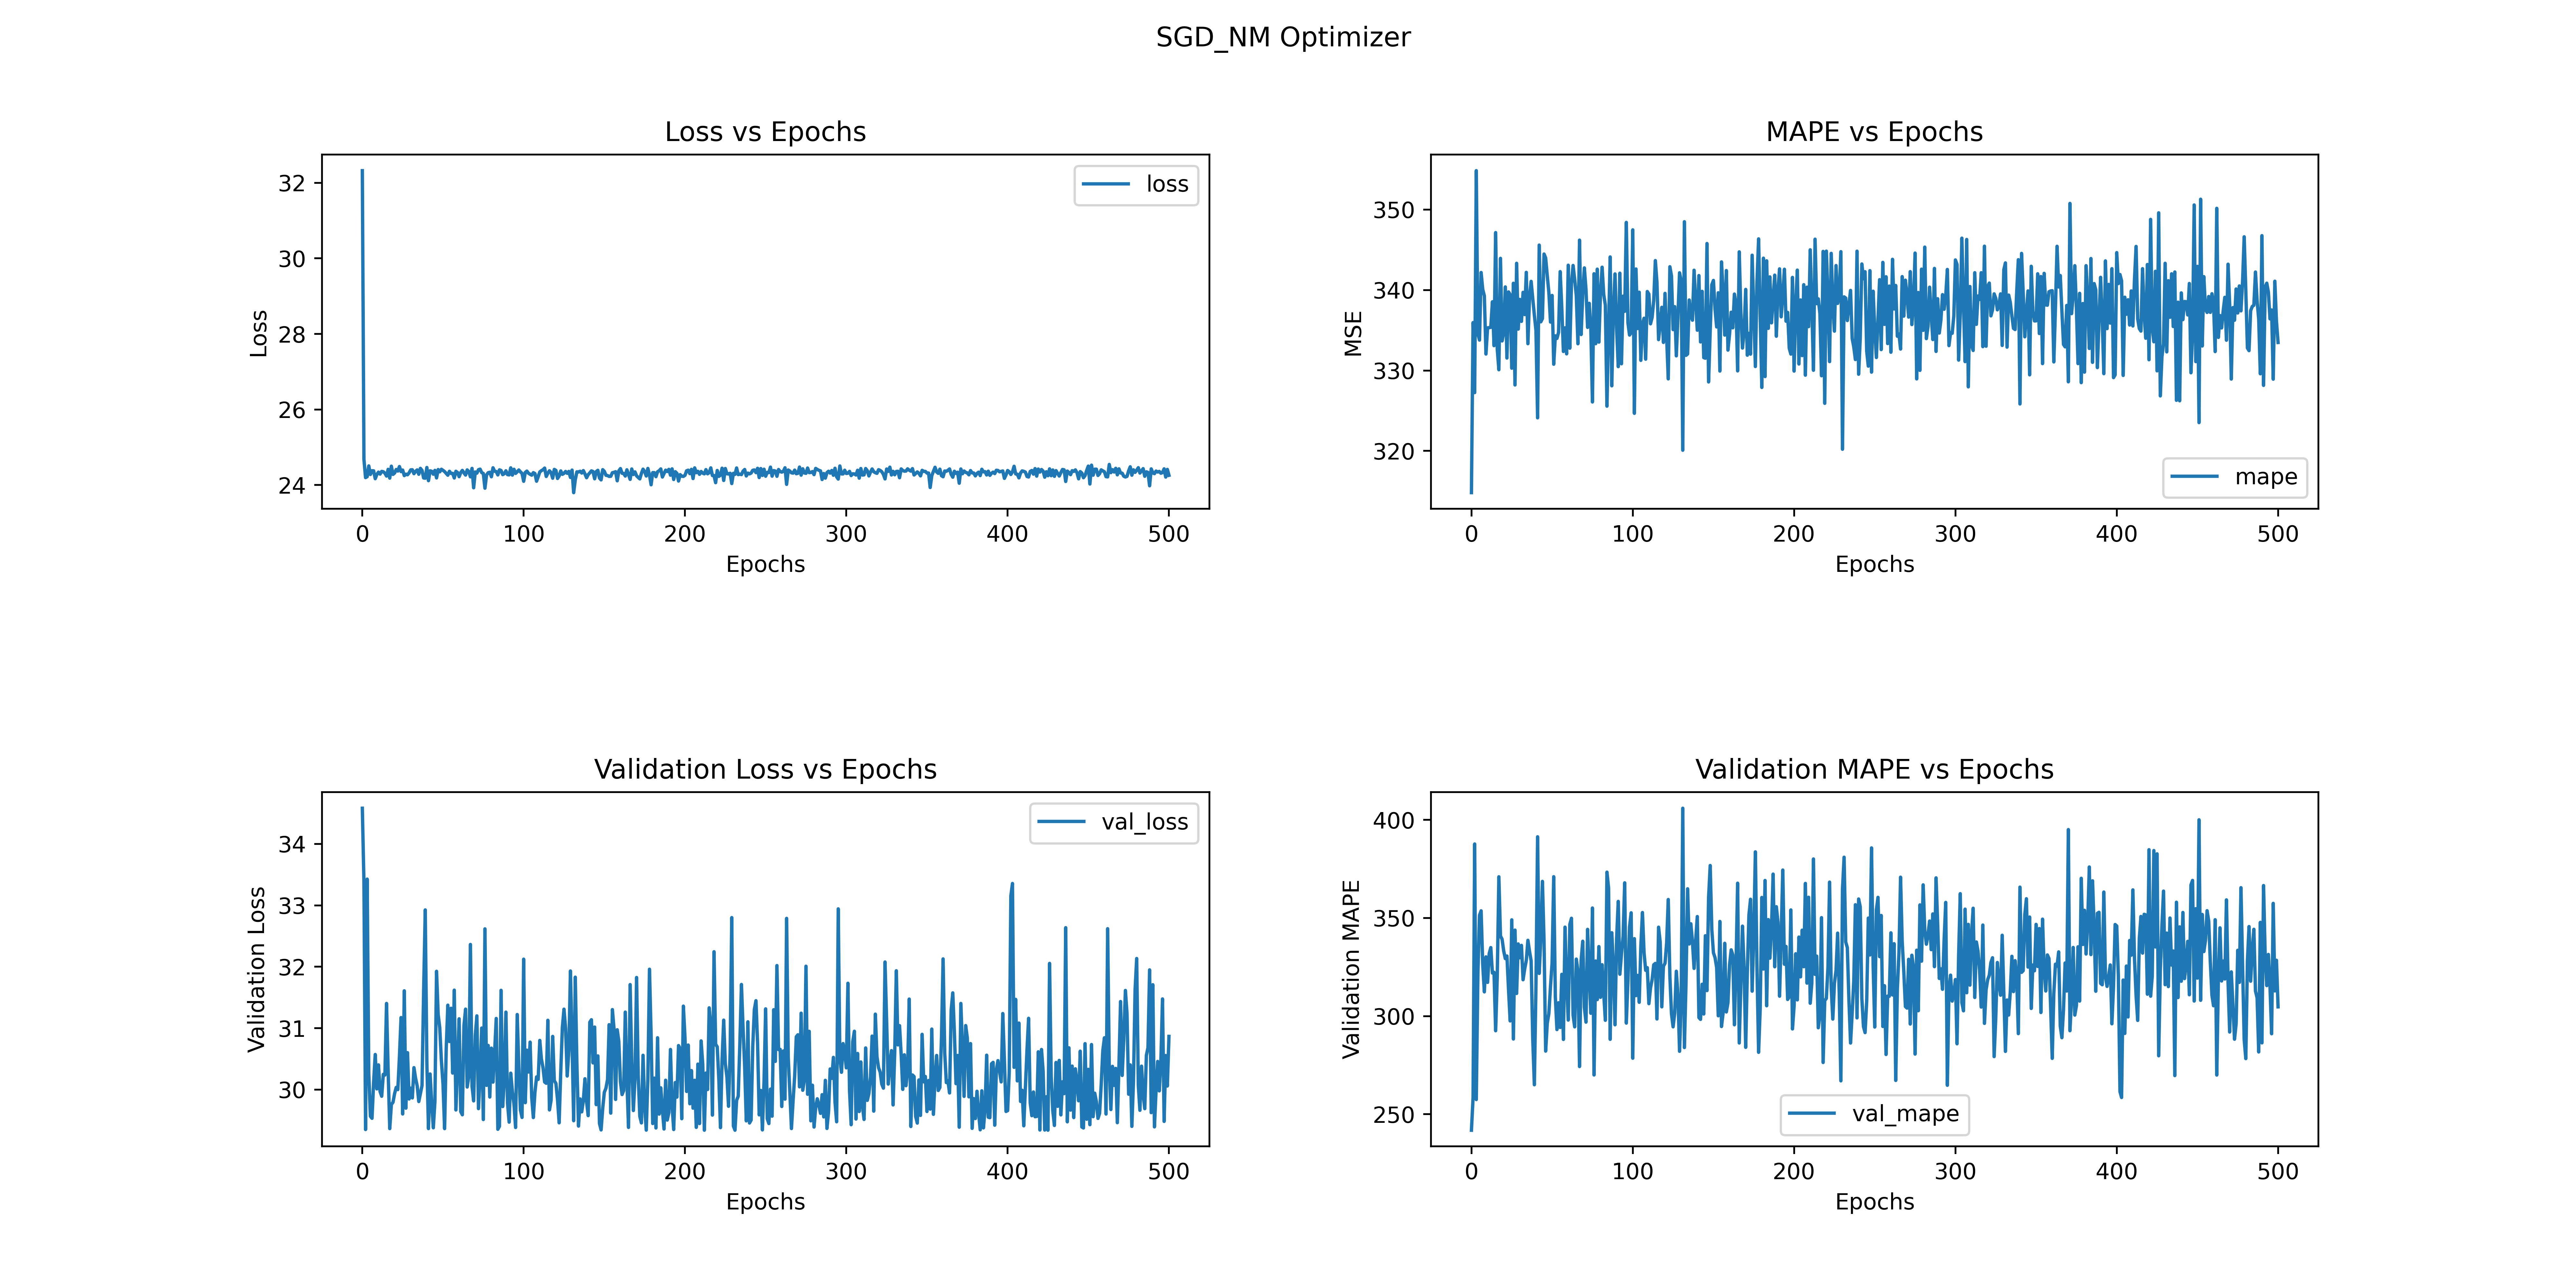 SGD_NM Optimizer
Loss vs Epochs
loss
32
30
28
26
24
Loss
0 100 200 300 400 500
Epochs
MAPE vs Epochs
350
340
330
320
MSE
mape
0 100 200 300 400 500
Epochs
Validation Loss vs Epochs
val_loss
34
33
32
31
30
Validation Loss
0 100 200 300 400 500
Epochs
Validation MAPE vs Epochs
400
350
300
250
Validation MAPE
val_mape
0 100 200 300 400 500
Epochs